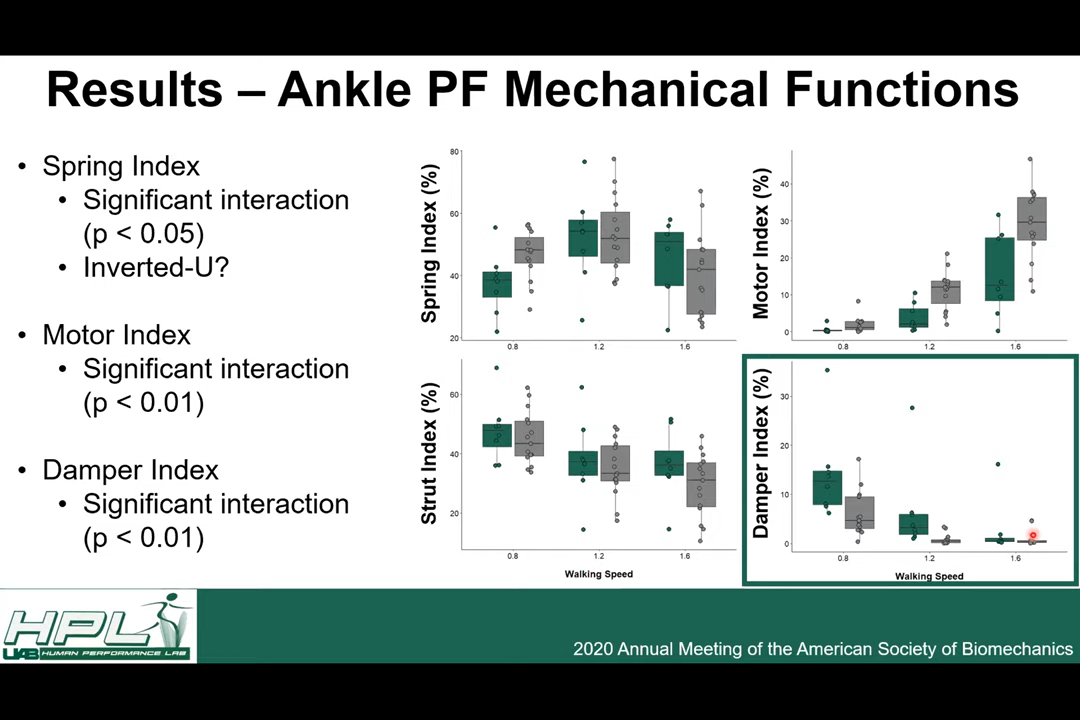 Results – Ankle PF Mechanical Functions
• Spring Index
• Significant interaction
(p < 0.05)
• Inverted-U?
• Motor Index
• Significant interaction
(p < 0.01)
• Damper Index
• Significant interaction
(p < 0.01)
Spring Index (%)
80
60
40
20
0.8 1.2 1.6
Motor Index (%)
40
30
20
10
0
0.8 1.2 1.6
Strut Index (%)
60
40
20
0.8 1.2 1.6
Walking Speed
Damper Index (%)
30
20
10
0
0.8 1.2 1.6
Walking Speed
HPL
UAB HUMAN PERFORMANCE LAB
2020 Annual Meeting of the American Society of Biomechanics